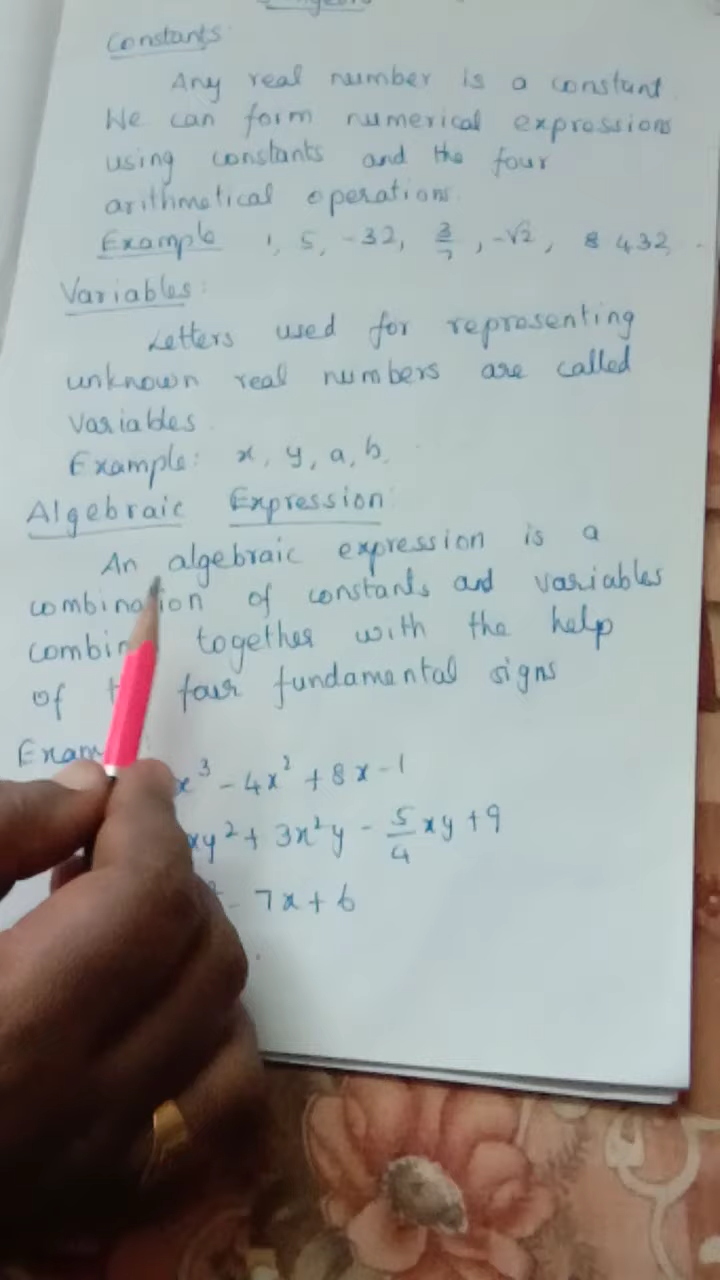 Constants:
Any real number is a constant.
We can form numerical expressions
using constants and the four
arithmetical operations.
Example 1, 5, -32, 3/7, -√2, 8.432
Variables:
Letters used for representing
unknown real numbers are called
Variables.
Example: x, y, a, b.
Algebraic Expression:
An algebraic expression is a
combination of constants and variables
together with the help
of four fundamental signs
x³ - 4x² + 8x - 1
xy² + 3x²y - 5/4 xy + 9
- 7x + 6